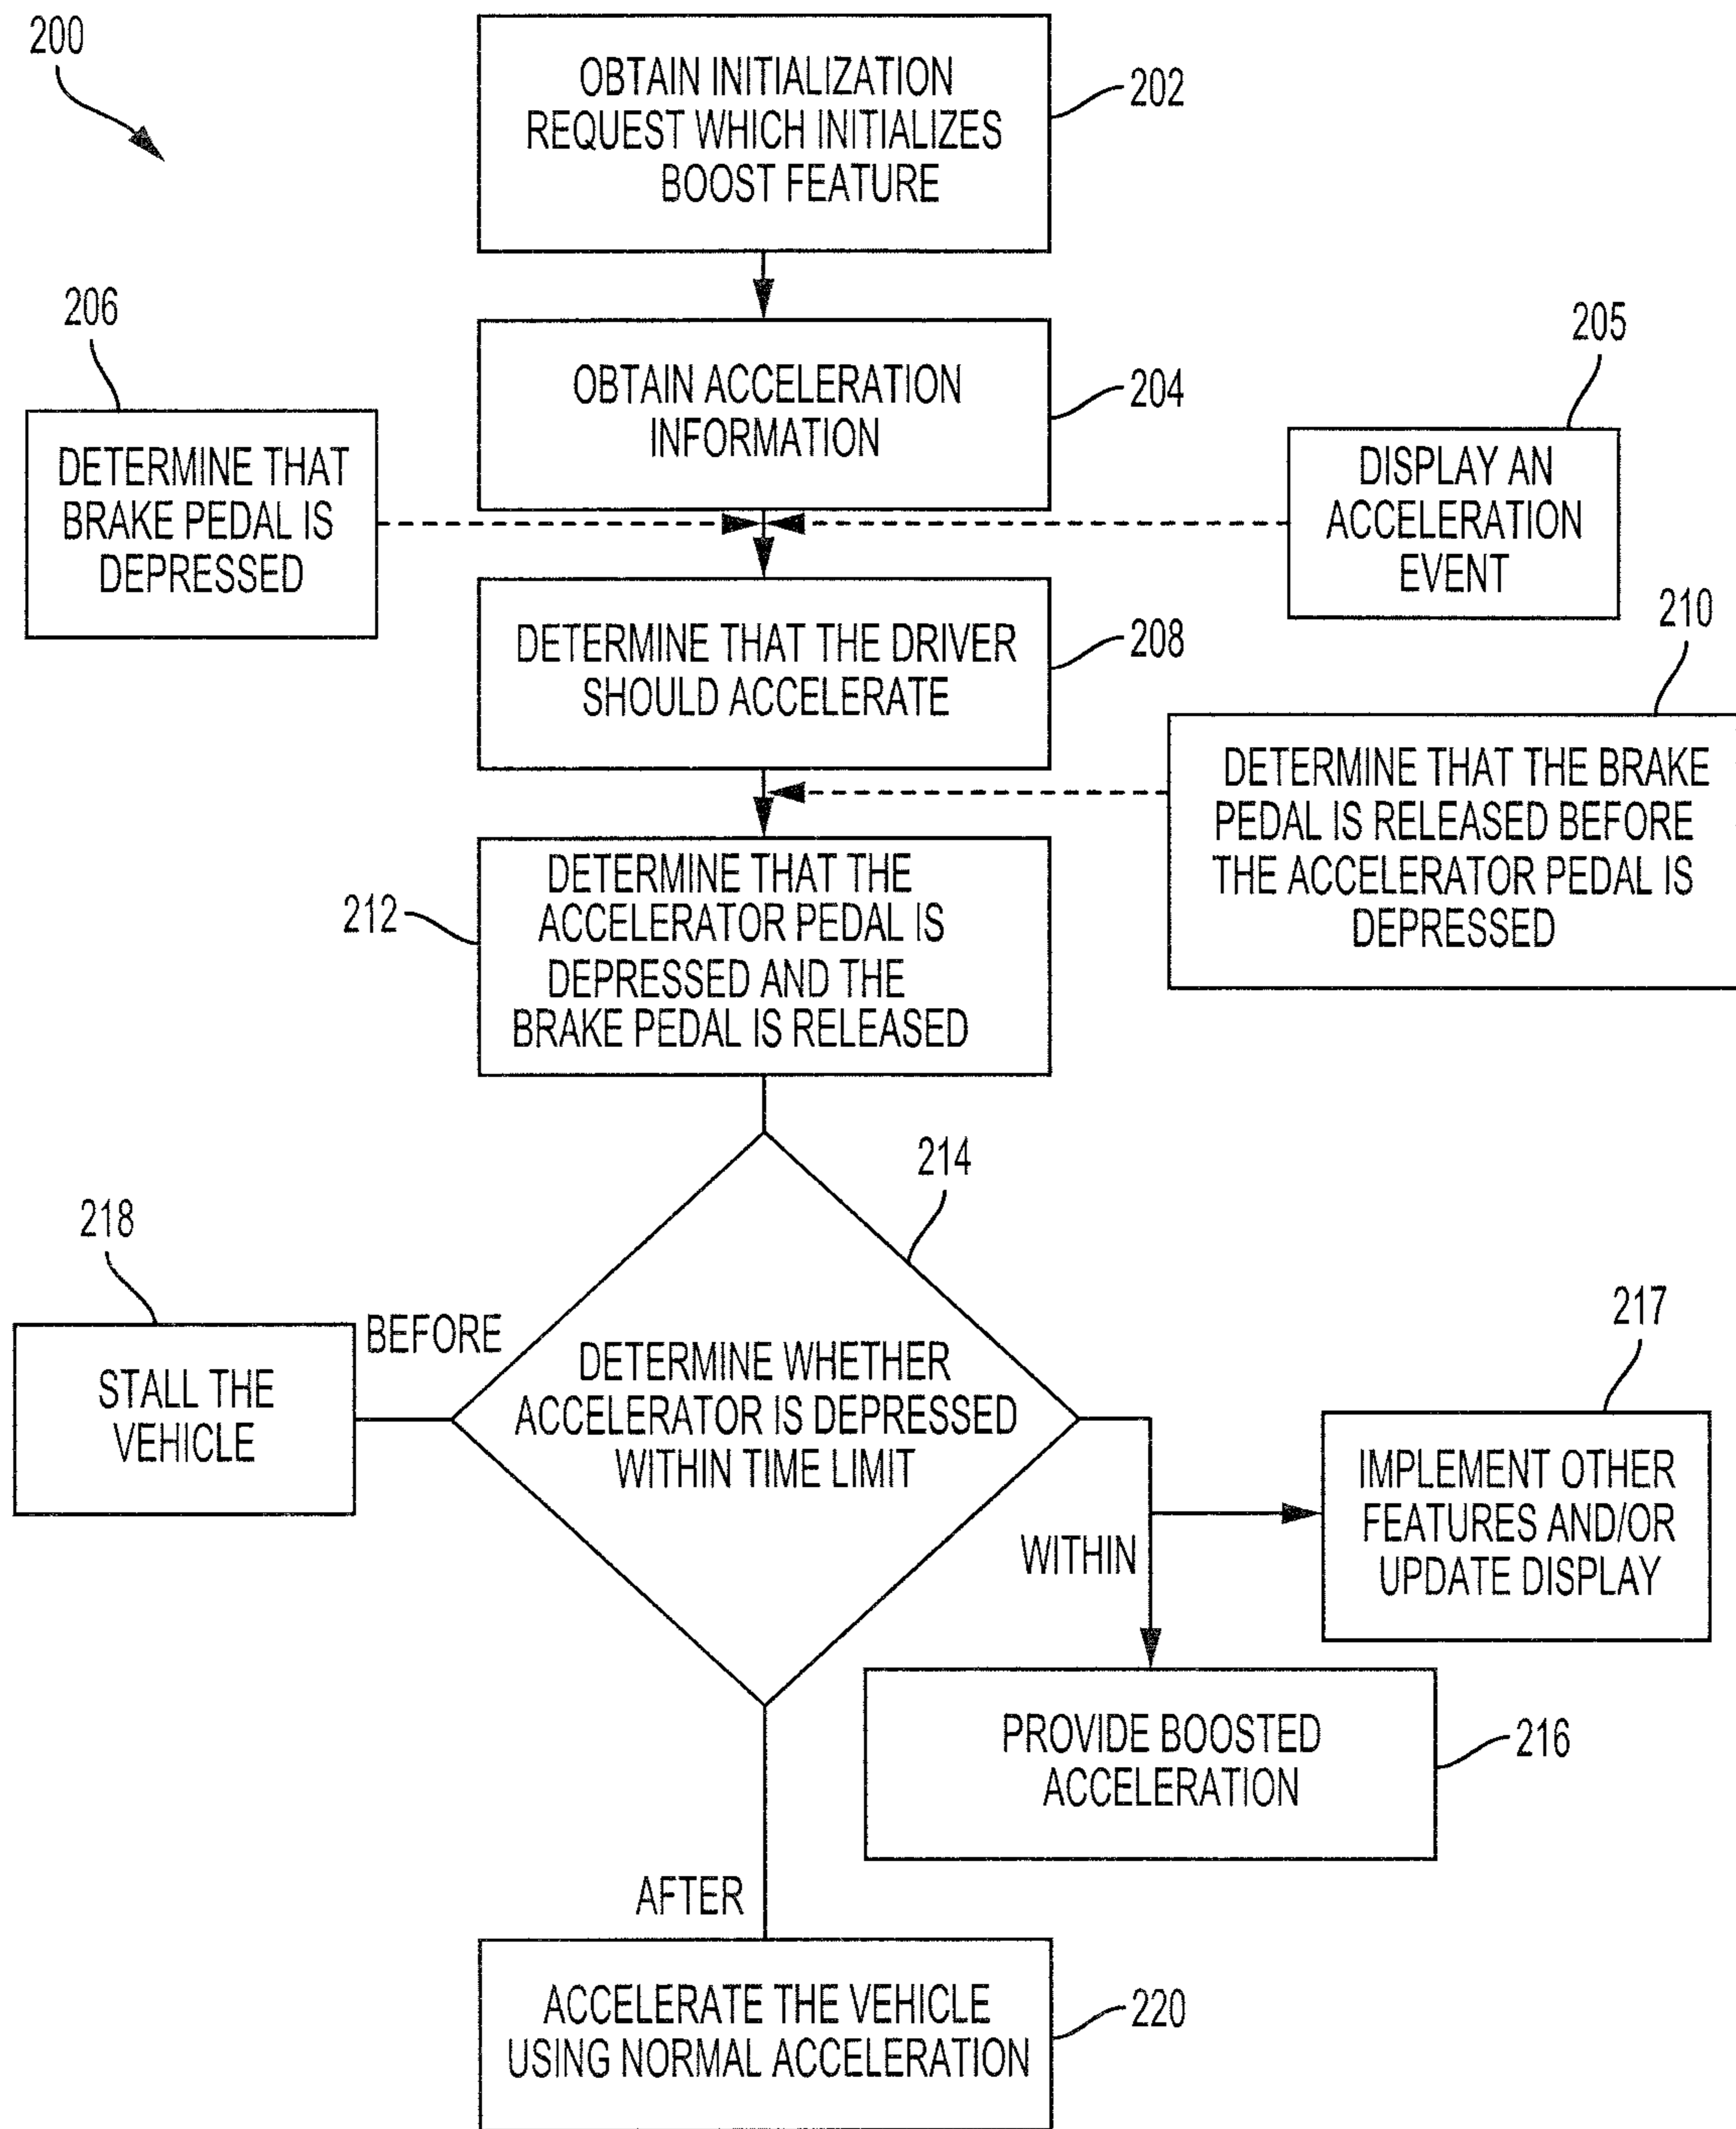 200
OBTAIN INITIALIZATION
REQUEST WHICH INITIALIZES
BOOST FEATURE
202
OBTAIN ACCELERATION
INFORMATION
204
206
DETERMINE THAT
BRAKE PEDAL IS
DEPRESSED
205
DISPLAY AN
ACCELERATION
EVENT
DETERMINE THAT THE DRIVER
SHOULD ACCELERATE
208
210
DETERMINE THAT THE BRAKE
PEDAL IS RELEASED BEFORE
THE ACCELERATOR PEDAL IS
DEPRESSED
212
DETERMINE THAT THE
ACCELERATOR PEDAL IS
DEPRESSED AND THE
BRAKE PEDAL IS RELEASED
214
DETERMINE WHETHER
ACCELERATOR IS DEPRESSED
WITHIN TIME LIMIT
218
BEFORE
STALL THE
VEHICLE
217
IMPLEMENT OTHER
FEATURES AND/OR
UPDATE DISPLAY
WITHIN
PROVIDE BOOSTED
ACCELERATION
216
AFTER
ACCELERATE THE VEHICLE
USING NORMAL ACCELERATION
220